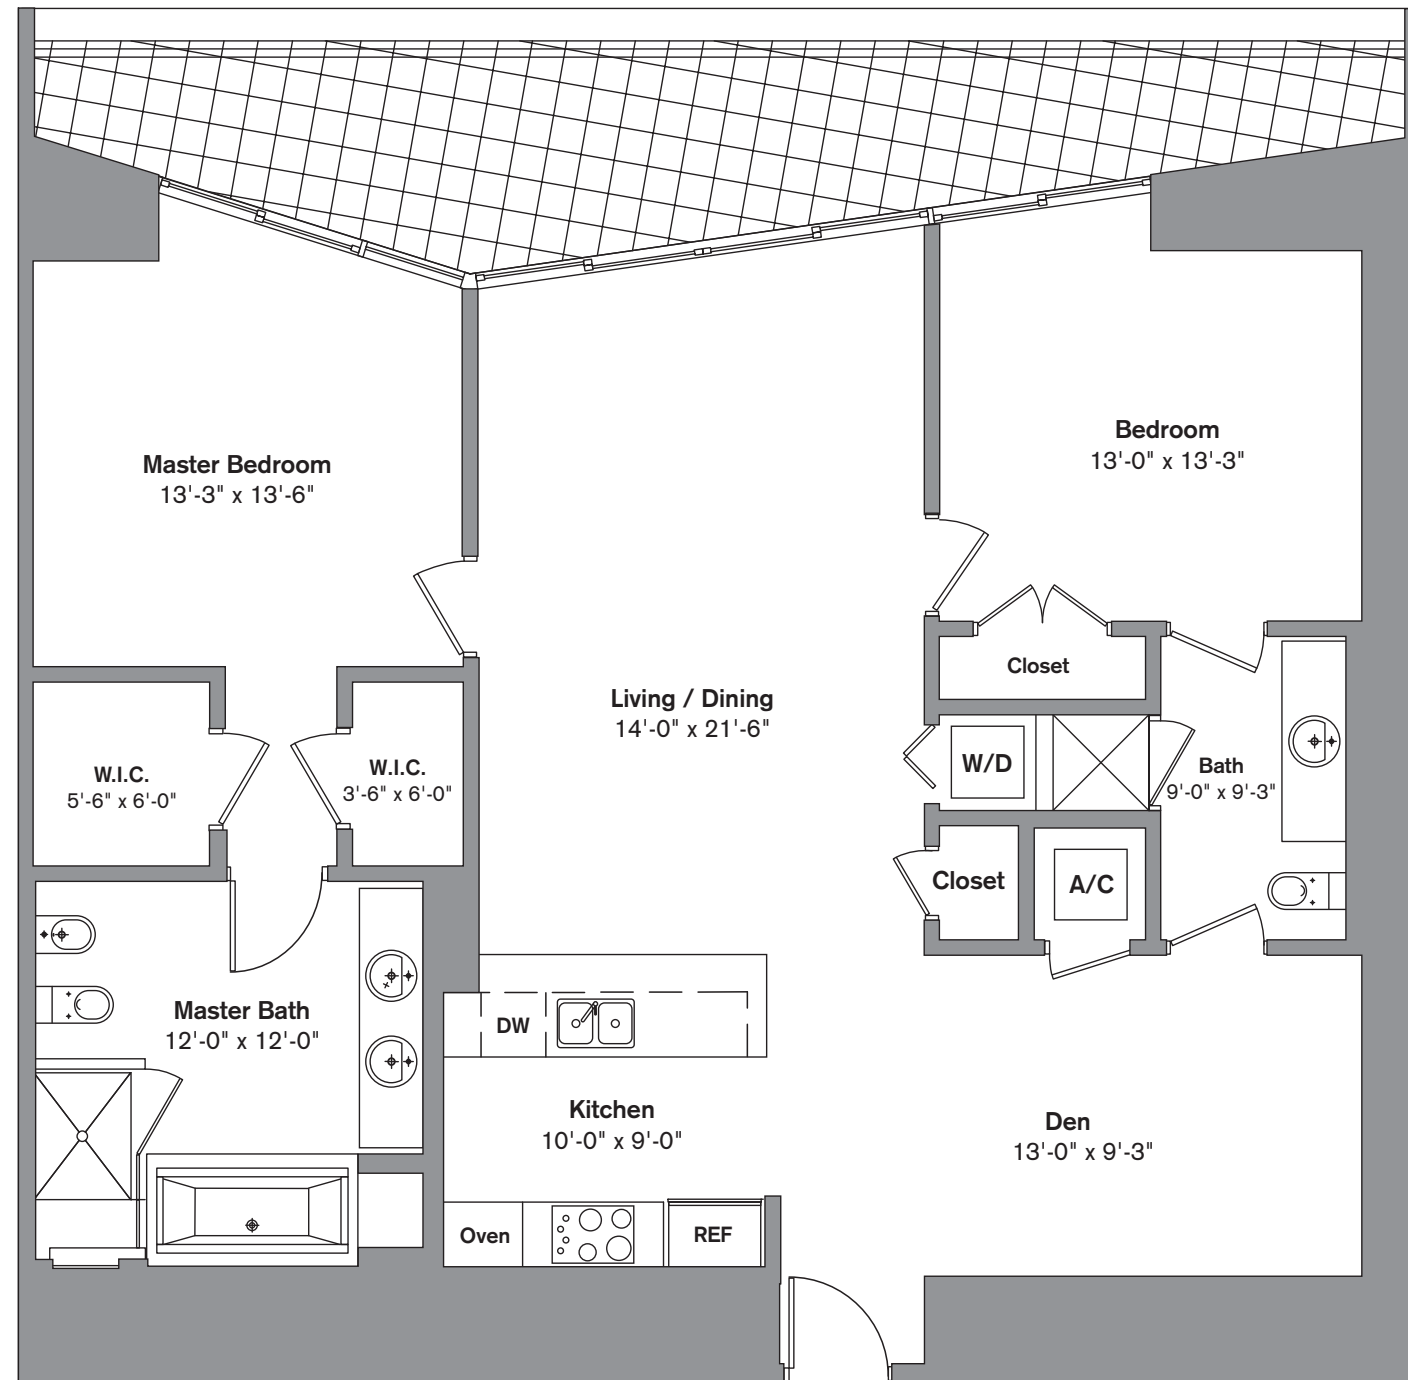 Bedroom
13'-0" x 13'-3"
Master Bedroom
13'-3" x 13'-6"
Closet
Living / Dining
14'-0" x 21'-6"
W.I.C.
5'-6" x 6'-0"
W.I.C.
3'-6" x 6'-0"
W/D
Bath
9'-0" x 9'-3"
Closet
A/C
Master Bath
12'-0" x 12'-0"
DW
Kitchen
10'-0" x 9'-0"
Den
13'-0" x 9'-3"
Oven
REF